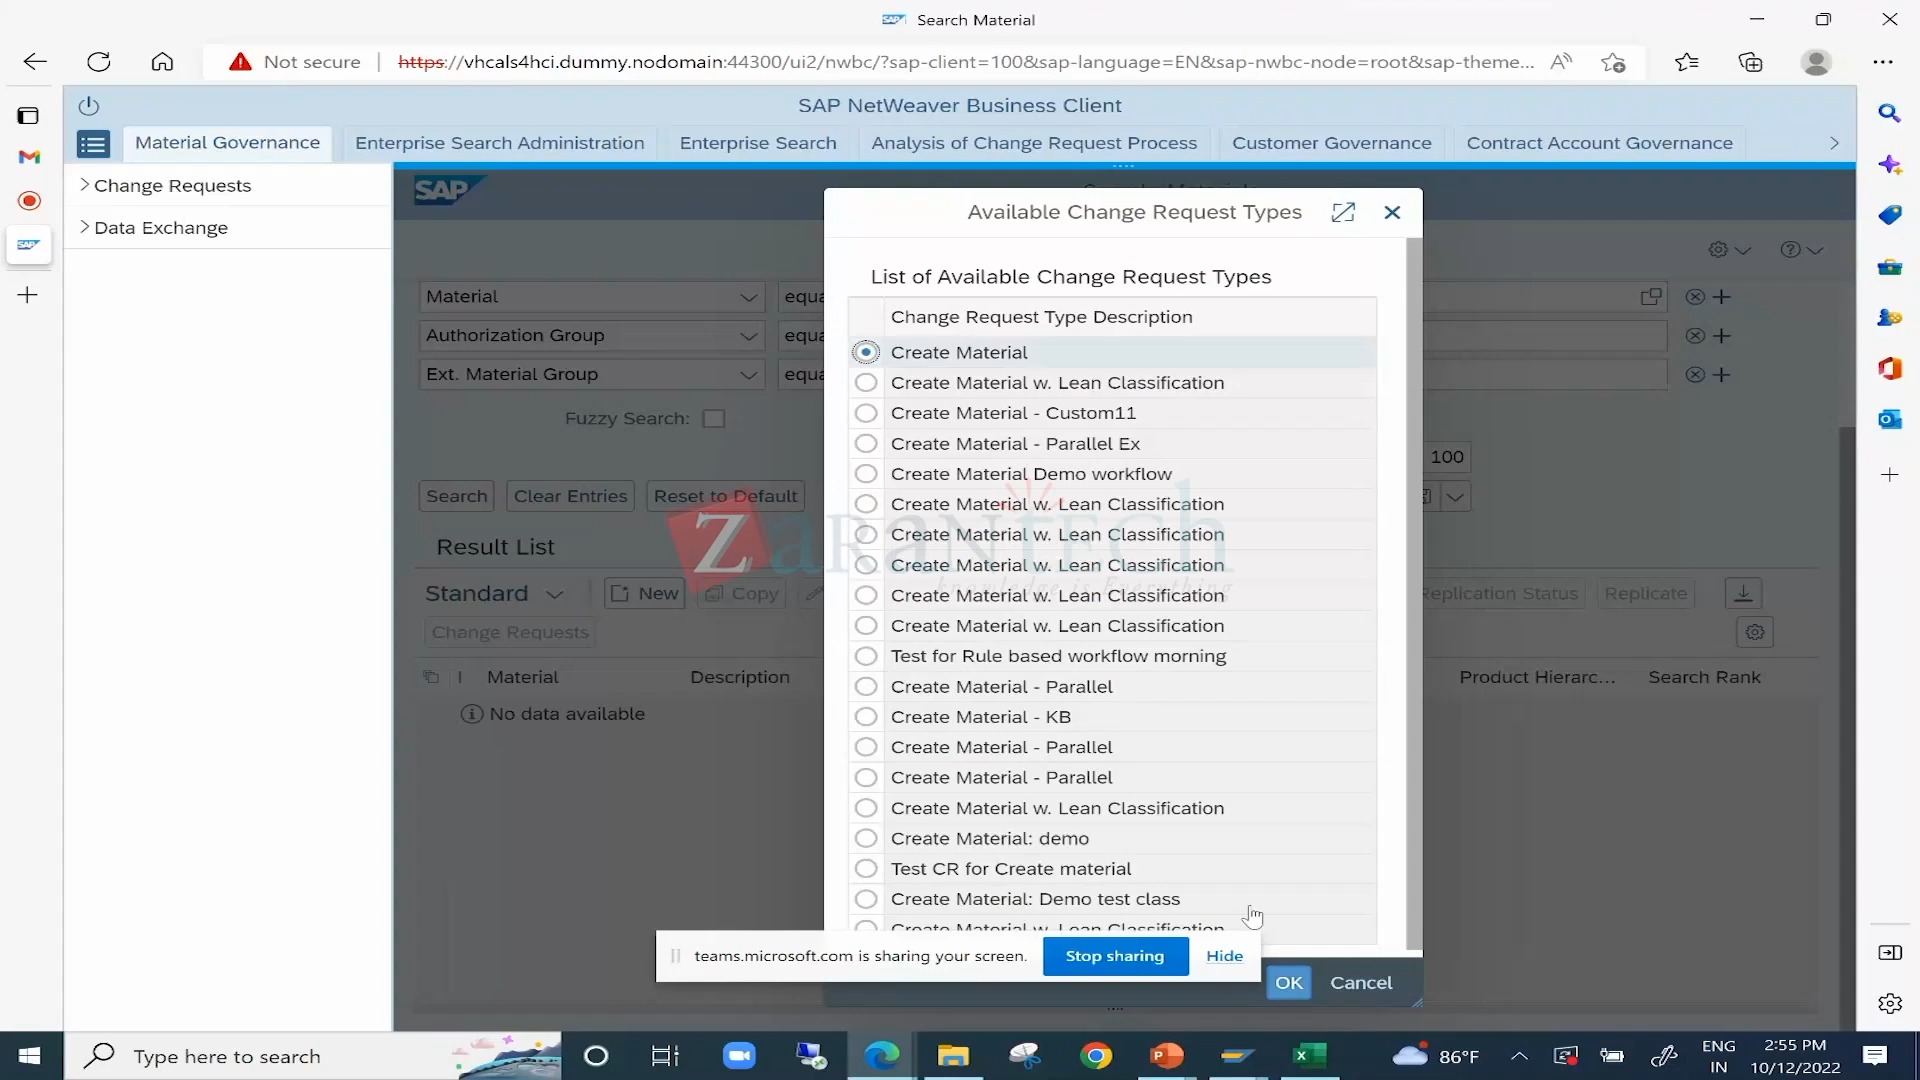 SAP Search Material
Not secure https://vhcals4hci.dummy.nodomain:44300/ui2/nwbc/?sap-client=100&sap-language=EN&sap-nwbc-node=root&sap-theme...
SAP NetWeaver Business Client
Material Governance Enterprise Search Administration Enterprise Search Analysis of Change Request Process Customer Governance Contract Account Governance
Change Requests
Data Exchange
SAP
Available Change Request Types
List of Available Change Request Types
Change Request Type Description
Create Material
Create Material w. Lean Classification
Create Material - Custom11
Create Material - Parallel Ex
Create Material Demo workflow
Create Material w. Lean Classification
Create Material w. Lean Classification
Create Material w. Lean Classification
Create Material w. Lean Classification
Create Material w. Lean Classification
Test for Rule based workflow morning
Create Material - Parallel
Create Material - KB
Create Material - Parallel
Create Material - Parallel
Create Material w. Lean Classification
Create Material: demo
Test CR for Create material
Create Material: Demo test class
Create Material w. Lean Classification
OK Cancel
Material equa
Authorization Group equa
Ext. Material Group equa
Fuzzy Search:
100
Search Clear Entries Reset to Default
Result List
Standard New Copy Replication Status Replicate
Change Requests
Material Description Product Hierarc... Search Rank
No data available
ZaranTech
knowledge is Everything
teams.microsoft.com is sharing your screen. Stop sharing Hide
Type here to search
86°F
ENG
IN
2:55 PM
10/12/2022